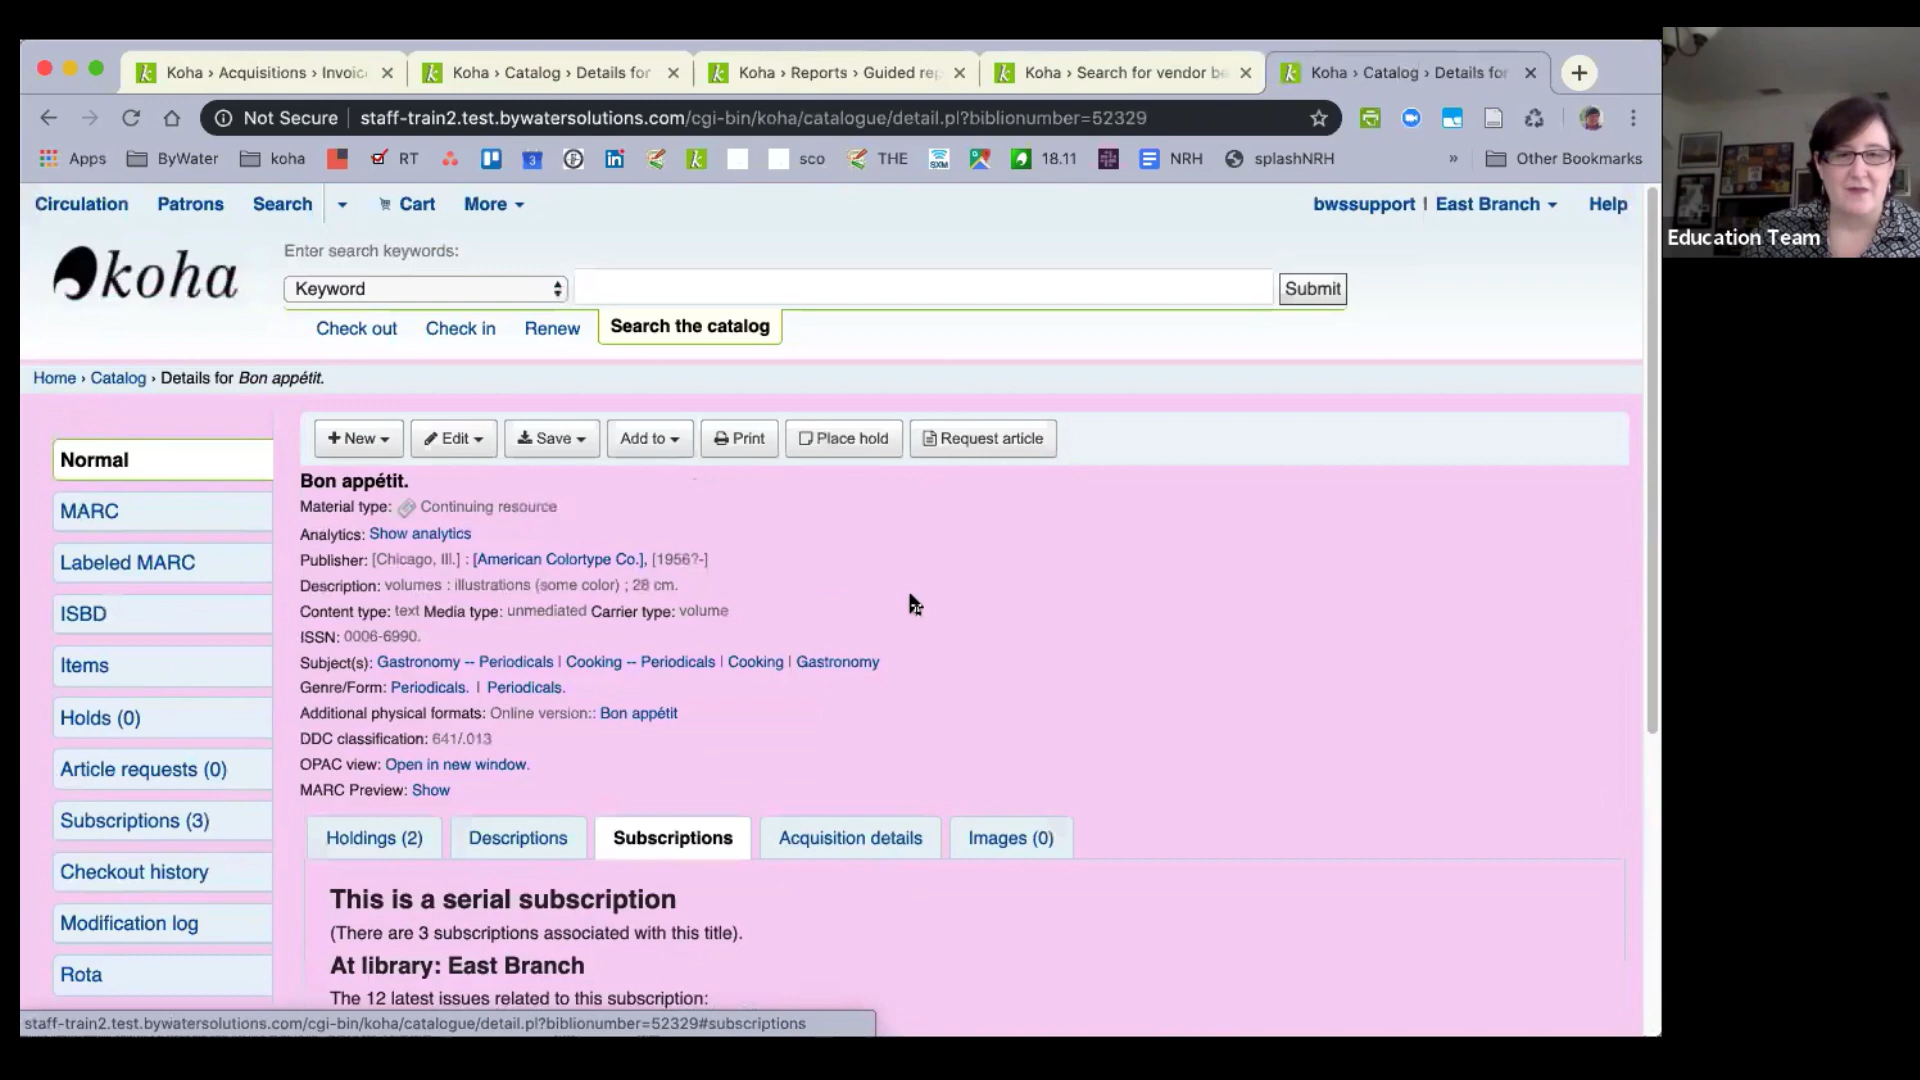 Koha › Acquisitions › Invoic
Koha › Catalog › Details for
Koha › Reports › Guided re
Koha › Search for vendor be
Koha › Catalog › Details for
Not Secure | staff-train2.test.bywatersolutions.com/cgi-bin/koha/catalogue/detail.pl?biblionumber=52329
Apps ByWater koha RT 3 in k sco THE SXM 18.11 NRH splashNRH » Other Bookmarks
Circulation Patrons Search Cart More bwssupport | East Branch Help
Education Team
koha
Enter search keywords:
Keyword Submit
Check out Check in Renew Search the catalog
Home › Catalog › Details for Bon appétit.
+ New Edit Save Add to Print Place hold Request article
Normal
MARC
Labeled MARC
ISBD
Items
Holds (0)
Article requests (0)
Subscriptions (3)
Checkout history
Modification log
Rota
Bon appétit.
Material type: Continuing resource
Analytics: Show analytics
Publisher: [Chicago, Ill.] : [American Colortype Co.], [1956?-]
Description: volumes : illustrations (some color) ; 28 cm.
Content type: text Media type: unmediated Carrier type: volume
ISSN: 0006-6990.
Subject(s): Gastronomy -- Periodicals | Cooking -- Periodicals | Cooking | Gastronomy
Genre/Form: Periodicals. | Periodicals.
Additional physical formats: Online version:: Bon appétit
DDC classification: 641/.013
OPAC view: Open in new window.
MARC Preview: Show
Holdings (2) Descriptions Subscriptions Acquisition details Images (0)
This is a serial subscription
(There are 3 subscriptions associated with this title).
At library: East Branch
The 12 latest issues related to this subscription:
staff-train2.test.bywatersolutions.com/cgi-bin/koha/catalogue/detail.pl?biblionumber=52329#subscriptions